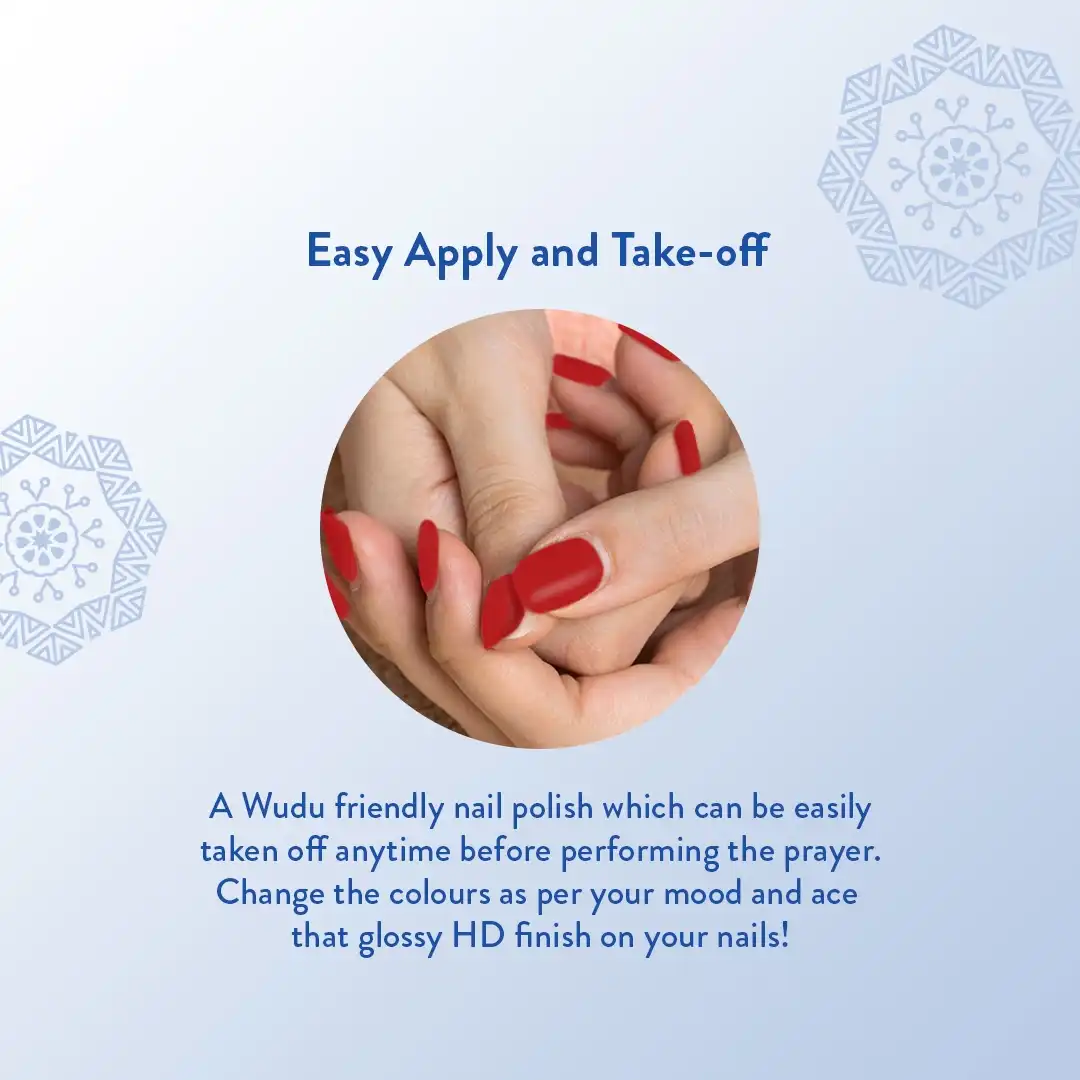 Easy Apply and Take-off
A Wudu friendly nail polish which can be easily
taken off anytime before performing the prayer.
Change the colours as per your mood and ace
that glossy HD finish on your nails!